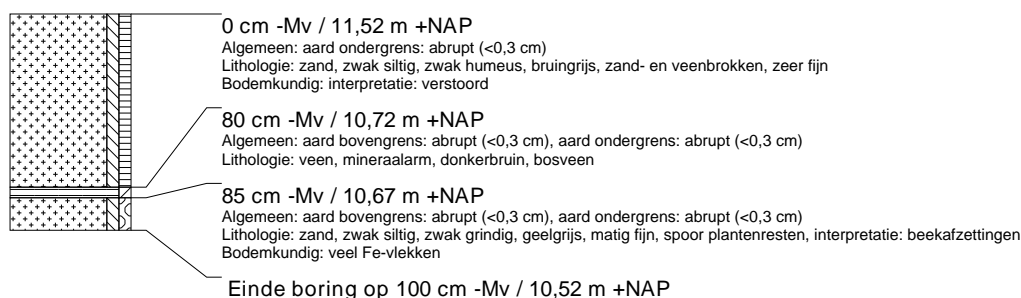 0 cm -Mv / 11,52 m +NAP
Algemeen: aard ondergrens: abrupt (<0,3 cm)
Lithologie: zand, zwak siltig, zwak humeus, bruingrijs, zand- en veenbrokken, zeer fijn
Bodemkundig: interpretatie: verstoord
80 cm -Mv / 10,72 m +NAP
Algemeen: aard bovengrens: abrupt (<0,3 cm), aard ondergrens: abrupt (<0,3 cm)
Lithologie: veen, mineraalarm, donkerbruin, bosveen
85 cm -Mv / 10,67 m +NAP
Algemeen: aard bovengrens: abrupt (<0,3 cm), aard ondergrens: abrupt (<0,3 cm)
Lithologie: zand, zwak siltig, zwak grindig, geelgrijs, matig fijn, spoor plantenresten, interpretatie: beekafzettingen
Bodemkundig: veel Fe-vlekken
Einde boring op 100 cm -Mv / 10,52 m +NAP